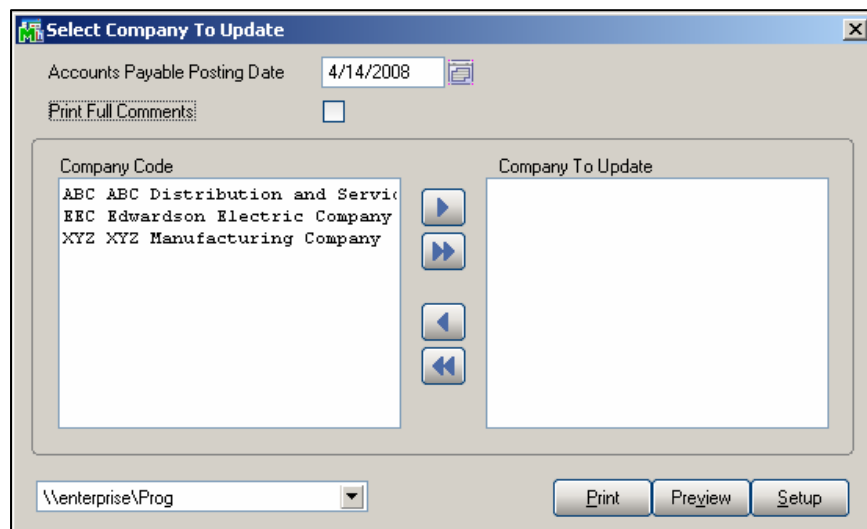 Select Company To Update
Accounts Payable Posting Date 4/14/2008
Print Full Comments
Company Code
ABC ABC Distribution and Servic
EEC Edwardson Electric Company
XYZ XYZ Manufacturing Company
Company To Update
\\enterprise\Prog
Print Preview Setup